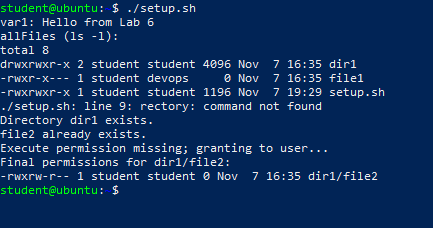 student@ubuntu:~$ ./setup.sh
var1: Hello from Lab 6
allFiles (ls -l):
total 8
drwxrwxr-x 2 student student 4096 Nov  7 16:35 dir1
-rwxr-x--- 1 student devops     0 Nov  7 16:35 file1
-rwxrwxr-x 1 student student 1196 Nov  7 19:29 setup.sh
./setup.sh: line 9: rectory: command not found
Directory dir1 exists.
file2 already exists.
Execute permission missing; granting to user...
Final permissions for dir1/file2:
-rwxrw-r-- 1 student student 0 Nov  7 16:35 dir1/file2
student@ubuntu:~$